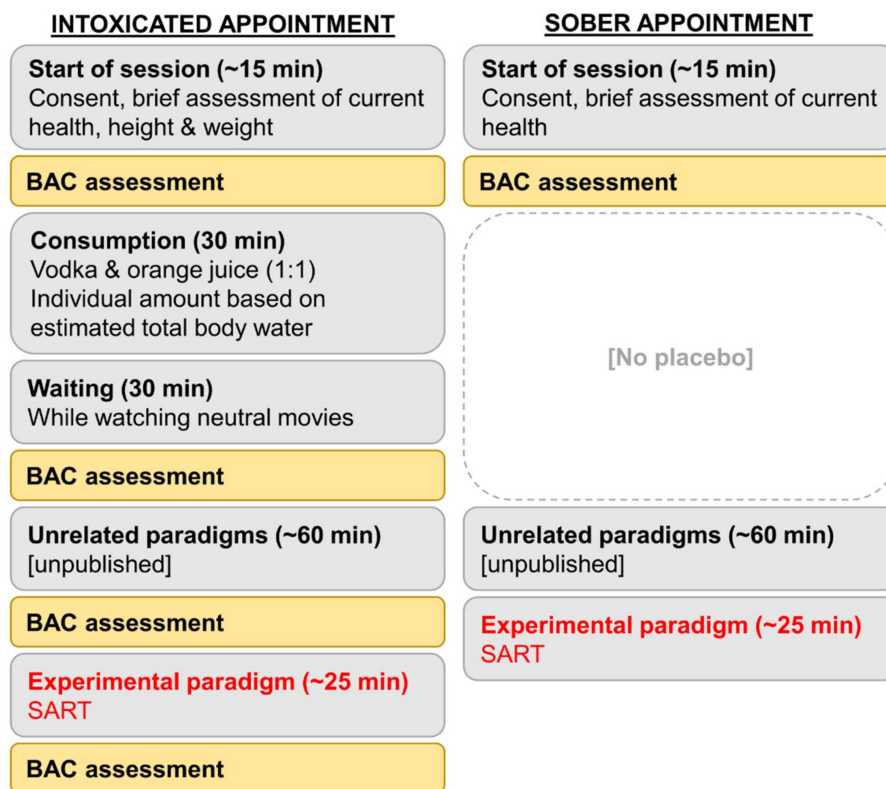 INTOXICATED APPOINTMENT
Start of session (~15 min)
Consent, brief assessment of current
health, height & weight
BAC assessment
Consumption (30 min)
Vodka & orange juice (1:1)
Individual amount based on
estimated total body water
Waiting (30 min)
While watching neutral movies
BAC assessment
Unrelated paradigms (~60 min)
[unpublished]
BAC assessment
Experimental paradigm (~25 min)
SART
BAC assessment
SOBER APPOINTMENT
Start of session (~15 min)
Consent, brief assessment of current
health
BAC assessment
[No placebo]
Unrelated paradigms (~60 min)
[unpublished]
Experimental paradigm (~25 min)
SART